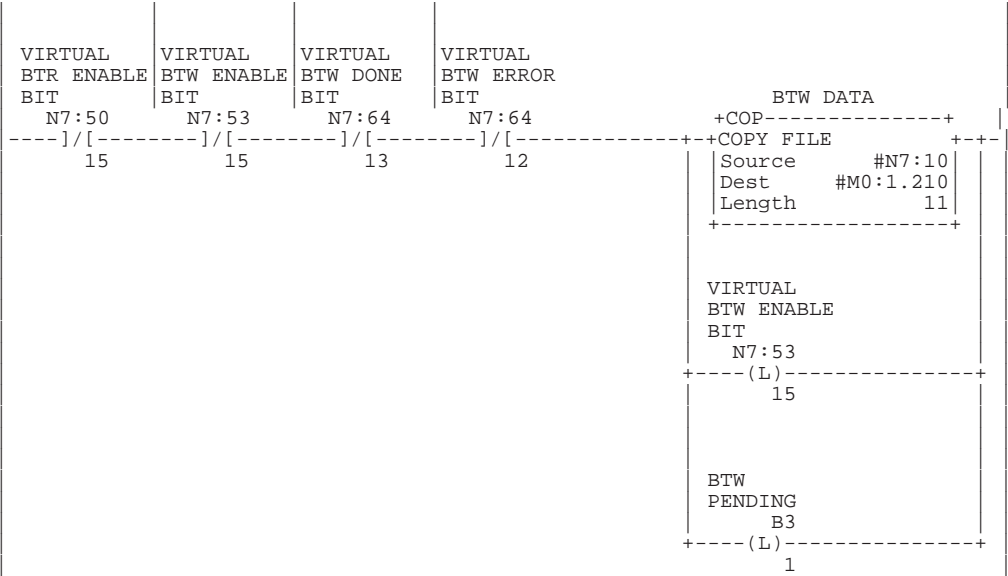 VIRTUAL VIRTUAL VIRTUAL VIRTUAL
BTR ENABLE BTW ENABLE BTW DONE BTW ERROR
BIT BIT BIT BIT BTW DATA
N7:50 N7:53 N7:64 N7:64 +COP---------------+
----]/[--------]/[--------]/[--------]/[-------------+-+COPY FILE +-+-
15 15 13 12 Source #N7:10
Dest #M0:1.210
Length 11
+------------------+
VIRTUAL
BTW ENABLE
BIT
N7:53
+----(L)---------------+
15
BTW
PENDING
B3
+----(L)---------------+
1